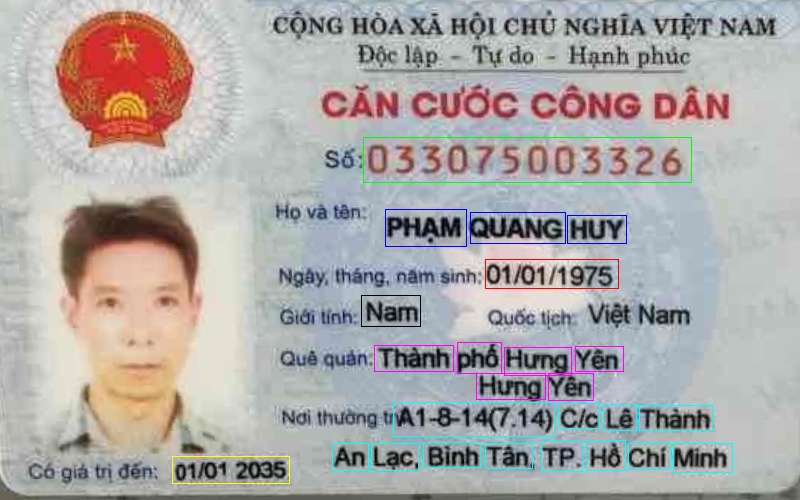 CỘNG HÒA XÃ HỘI CHỦ NGHĨA VIỆT NAM
Độc lập - Tự do - Hạnh phúc
CĂN CƯỚC CÔNG DÂN
Số: 033075003326
Họ và tên: PHẠM QUANG HUY
Ngày, tháng, năm sinh: 01/01/1975
Giới tính: Nam Quốc tịch: Việt Nam
Quê quán: Thành phố Hưng Yên
Hưng Yên
Nơi thường trú A1-8-14(7.14) C/c Lê Thành
An Lạc, Bình Tân, TP. Hồ Chí Minh
Có giá trị đến: 01/01 2035